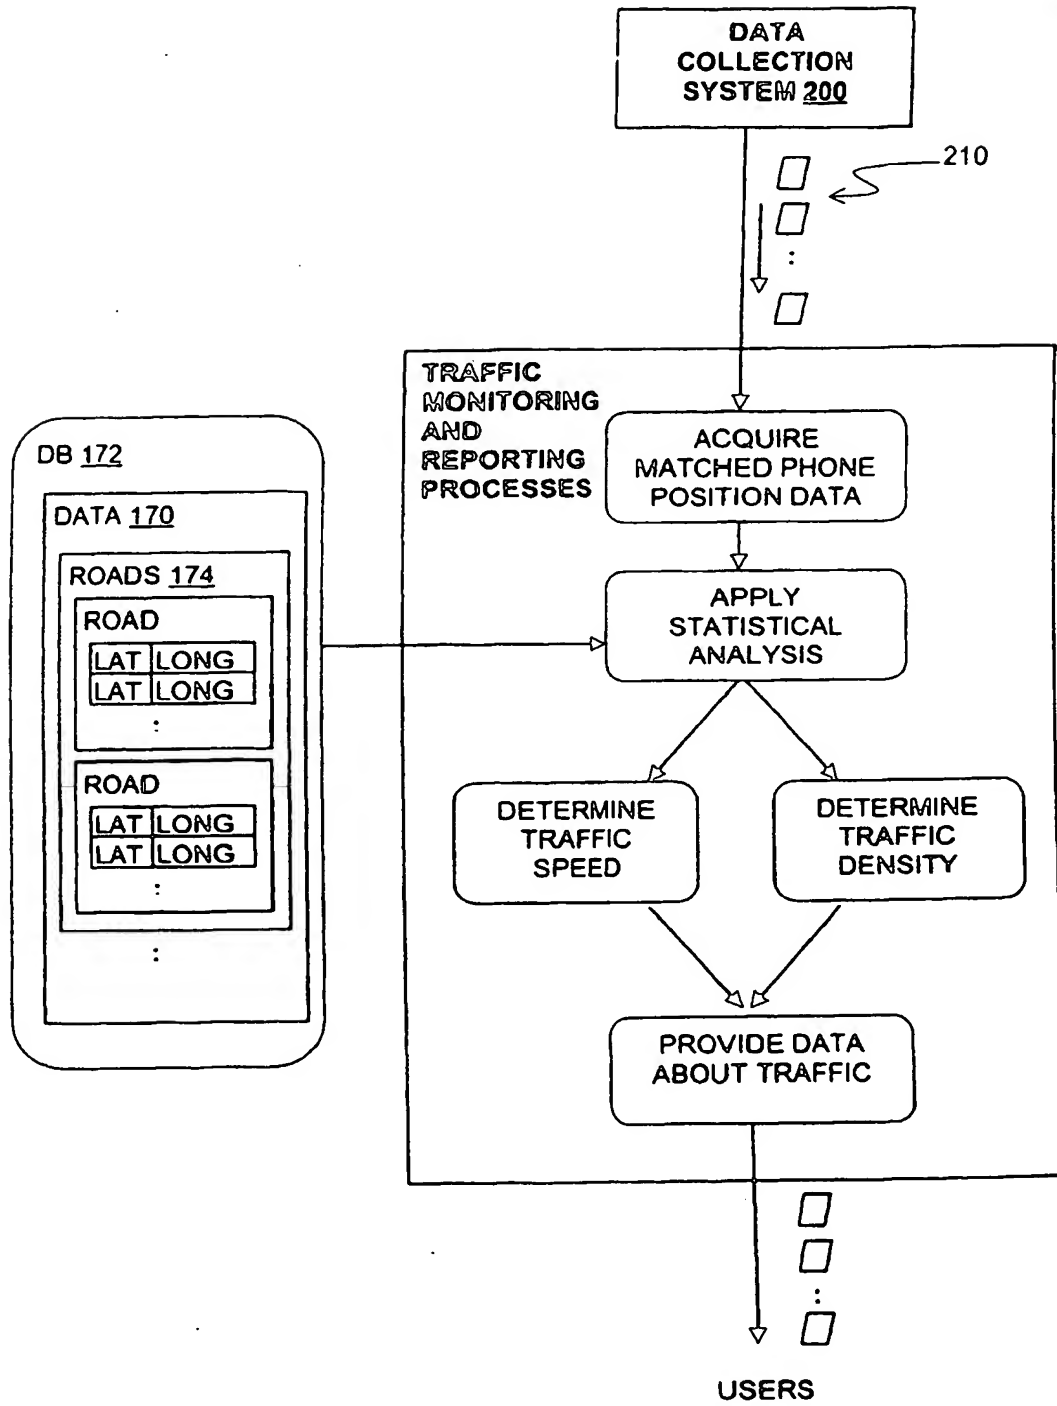 DATA
COLLECTION
SYSTEM 200
210
TRAFFIC
MONITORING
AND
REPORTING
PROCESSES
ACQUIRE
MATCHED PHONE
POSITION DATA
DB 172
DATA 170
ROADS 174
ROAD
LAT LONG
LAT LONG
:
ROAD
LAT LONG
LAT LONG
:
:
APPLY
STATISTICAL
ANALYSIS
DETERMINE
TRAFFIC
SPEED
DETERMINE
TRAFFIC
DENSITY
PROVIDE DATA
ABOUT TRAFFIC
USERS